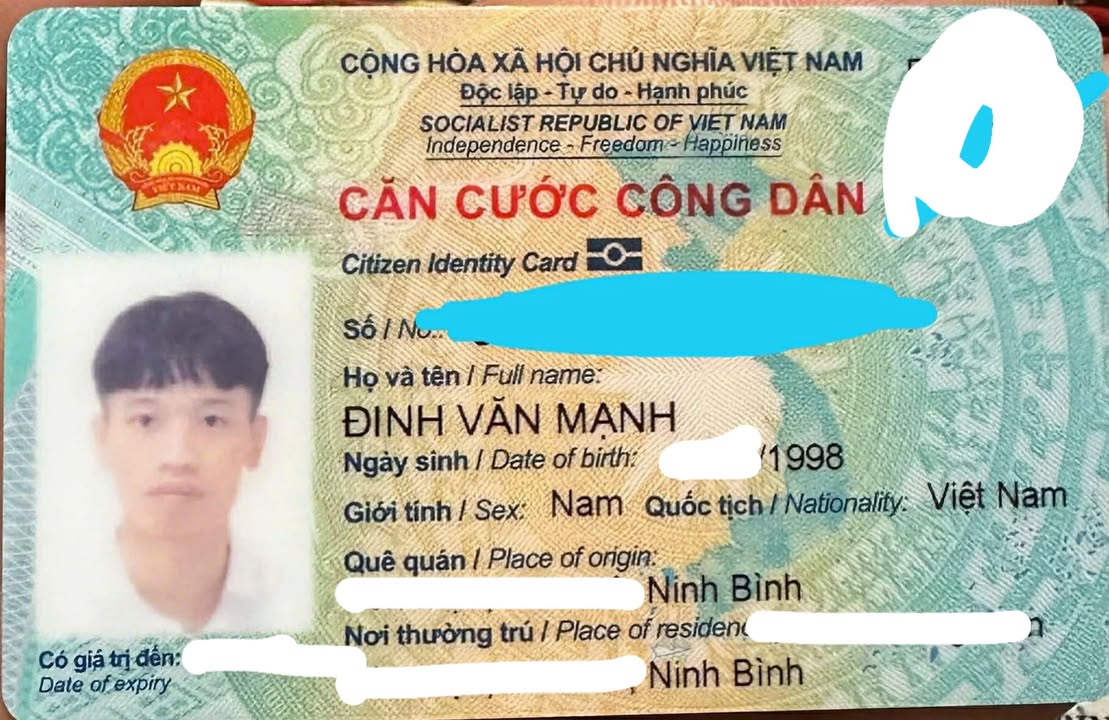 CỘNG HÒA XÃ HỘI CHỦ NGHĨA VIỆT NAM
Độc lập - Tự do - Hạnh phúc
SOCIALIST REPUBLIC OF VIET NAM
Independence - Freedom - Happiness
VIỆT NAM
CĂN CƯỚC CÔNG DÂN
Citizen Identity Card
Số / No.:
Họ và tên / Full name:
ĐINH VĂN MẠNH
Ngày sinh / Date of birth: /1998
Giới tính / Sex: Nam Quốc tịch / Nationality: Việt Nam
Quê quán / Place of origin:
, Ninh Bình
Nơi thường trú / Place of
, Ninh Bình
Có giá trị đến:
Date of expiry